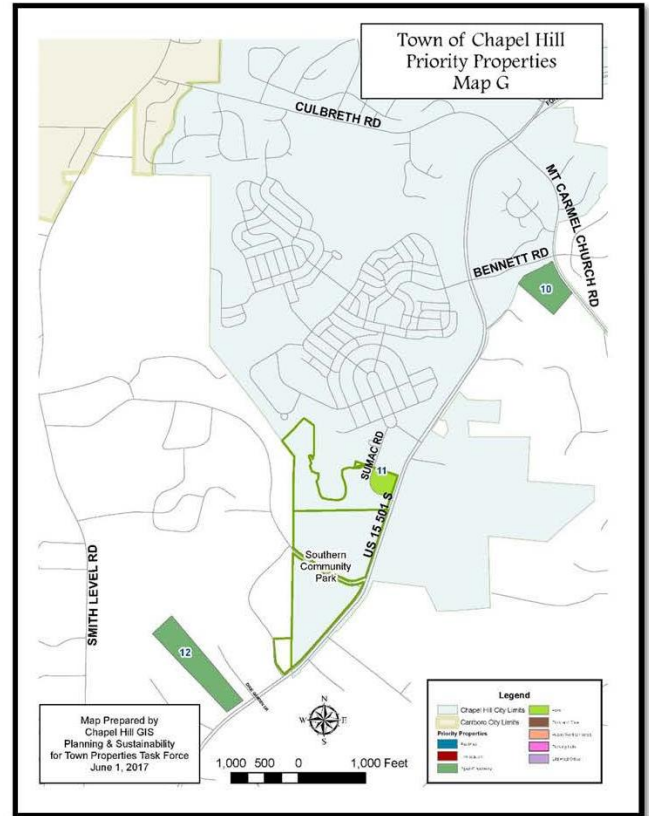 Town of Chapel Hill
Priority Properties
Map G
CULBRETH RD
MT CARMEL CHURCH RD
BENNETT RD
10
SUMAC RD
11
US 15 501 S
Southern
Community
Park
SMITH LEVEL RD
12
Map Prepared by
Chapel Hill GIS
Planning & Sustainability
for Town Properties Task Force
June 1, 2017
N
W
E
S
1,000 500 0 1,000 Feet
Legend
Chapel Hill City Limits
Carrboro City Limits
Priority Properties